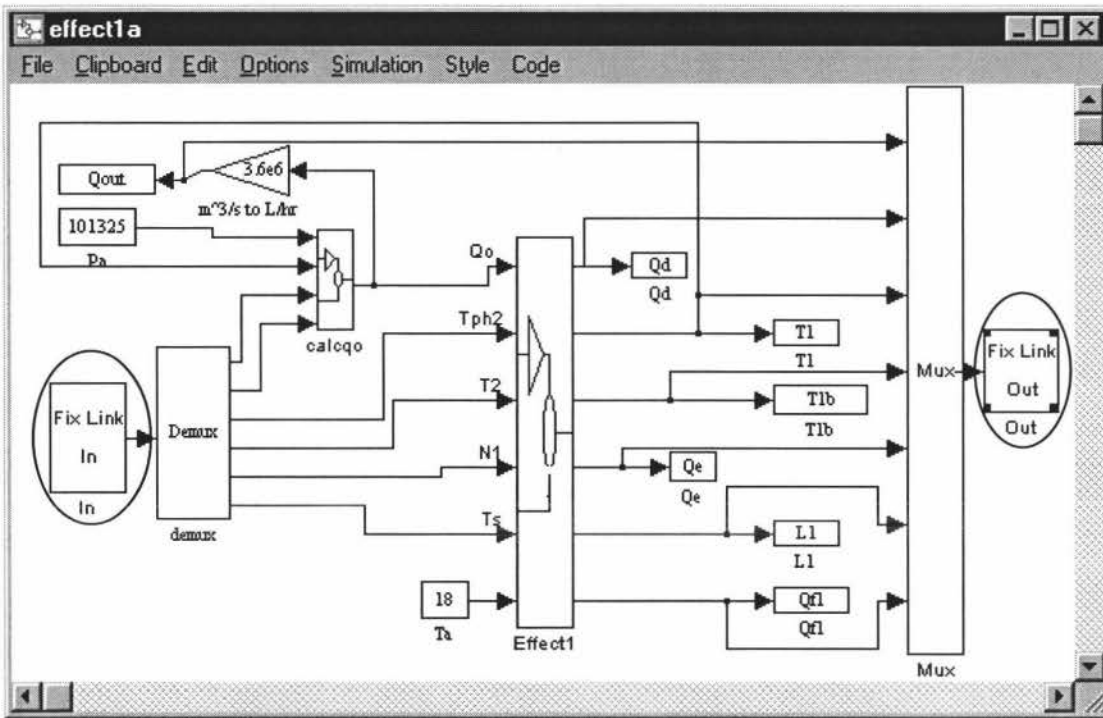 effect1a
File Clipboard Edit Options Simulation Style Code
Qout
3.6e6
m^3/s to L/hr
101325
Pa
calcqo
Qo
Tph2
T2
N1
Ts
18
Ta
Effect1
Fix Link
In
In
Demux
demux
Qd
Qd
T1
T1
T1b
T1b
Qe
Qe
L1
L1
Qf1
Qf1
Mux
Mux
Fix Link
Out
Out